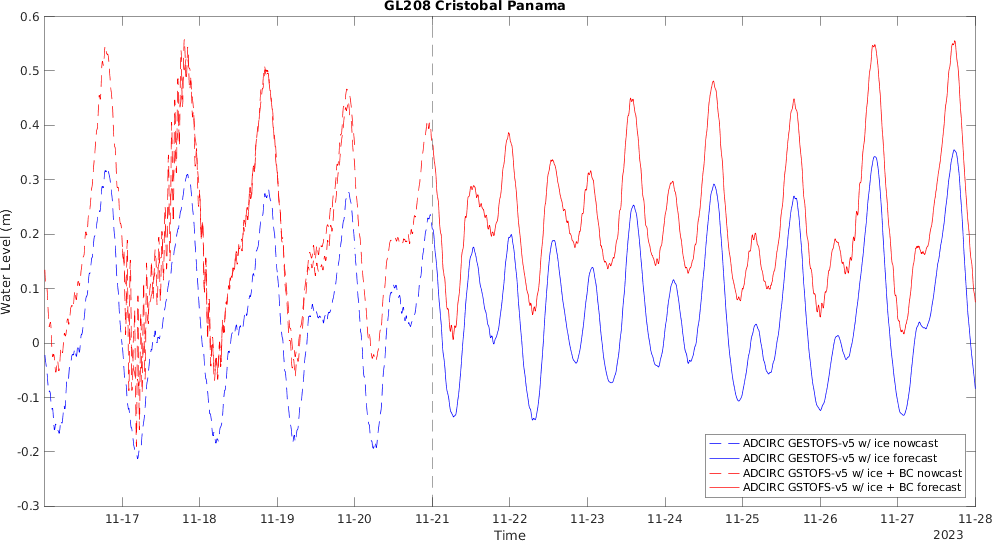 GL208 Cristobal Panama
Water Level (m)
0.6
0.5
0.4
0.3
0.2
0.1
0
-0.1
-0.2
-0.3
11-17 11-18 11-19 11-20 11-21 11-22 11-23 11-24 11-25 11-26 11-27 11-28
Time
2023
ADCIRC GESTOFS-v5 w/ ice nowcast
ADCIRC GESTOFS-v5 w/ ice forecast
ADCIRC GSTOFS-v5 w/ ice + BC nowcast
ADCIRC GSTOFS-v5 w/ ice + BC forecast